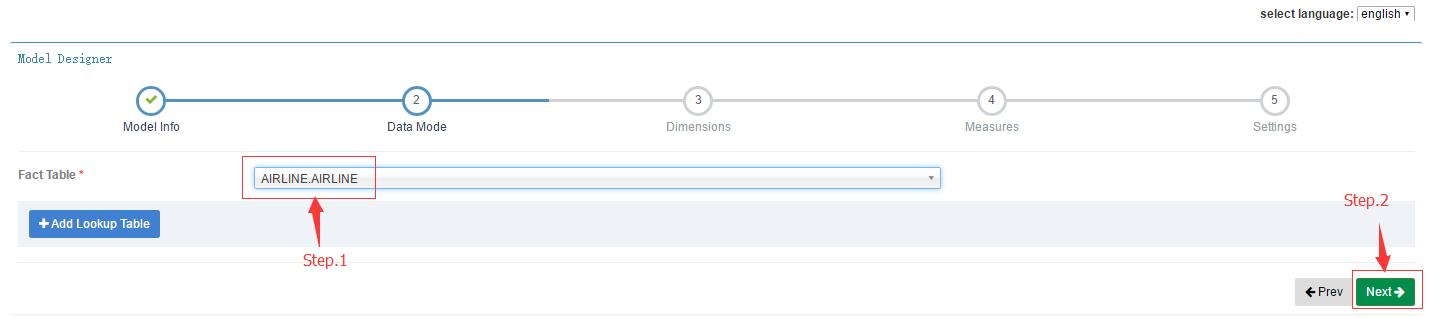 select language: english
Model Designer
2 3 4 5
Model Info Data Mode Dimensions Measures Settings
Fact Table * AIRLINE.AIRLINE
Step.2
Add Lookup Table
Step.1
Prev Next